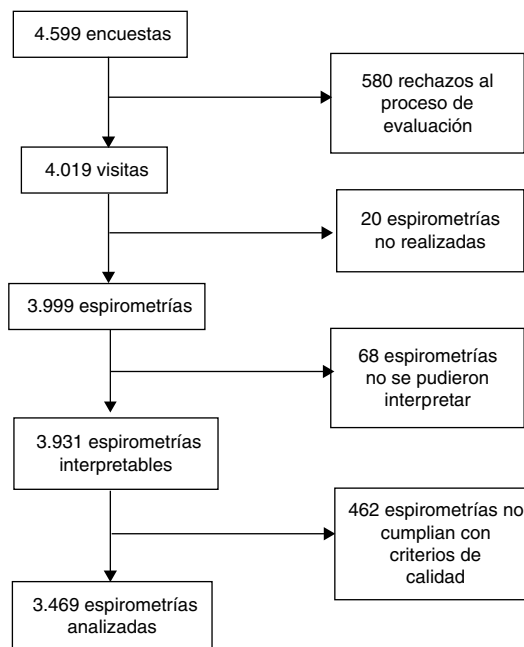 4.599 encuestas
580 rechazos al
proceso de
evaluación
4.019 visitas
20 espirometrías
no realizadas
3.999 espirometrías
68 espirometrías
no se pudieron
interpretar
3.931 espirometrías
interpretables
462 espirometrías no
cumplian con
criterios de
calidad
3.469 espirometrías
analizadas